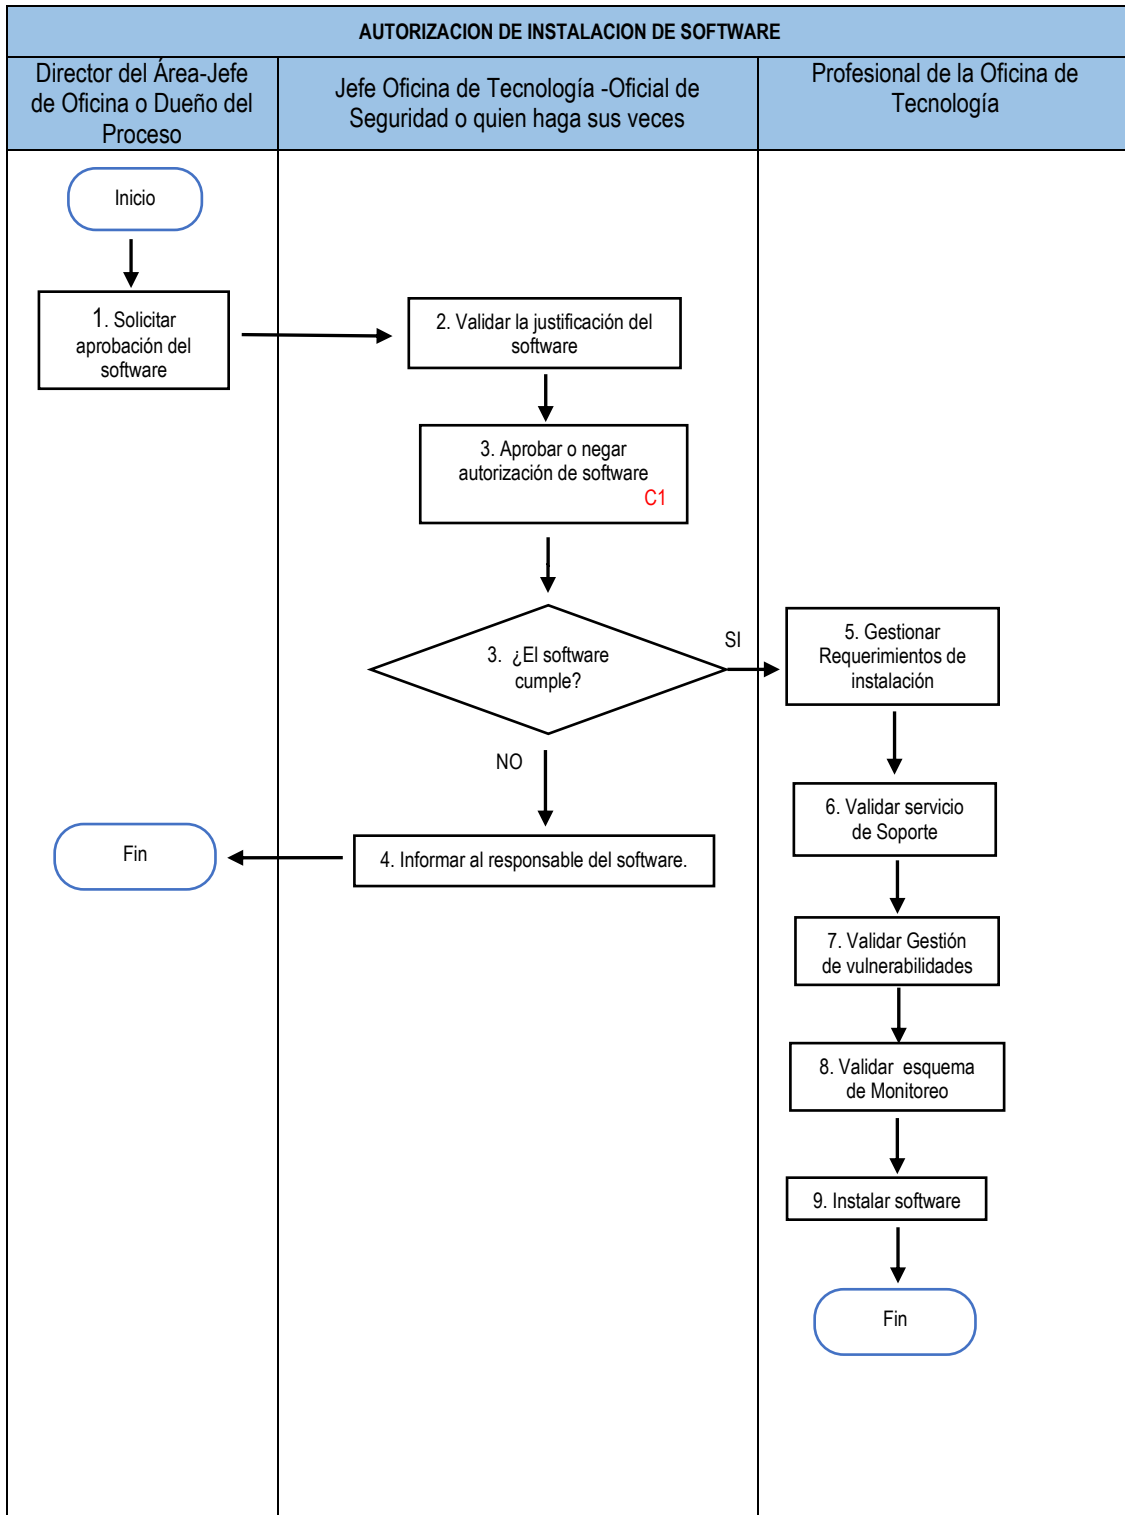 AUTORIZACION DE INSTALACION DE SOFTWARE
Director del Área-Jefe
de Oficina o Dueño del
Proceso
Jefe Oficina de Tecnología -Oficial de
Seguridad o quien haga sus veces
Profesional de la Oficina de
Tecnología
Inicio
1. Solicitar
aprobación del
software
2. Validar la justificación del
software
3. Aprobar o negar
autorización de software
C1
3. ¿El software
cumple?
SI
5. Gestionar
Requerimientos de
instalación
NO
6. Validar servicio
de Soporte
Fin
4. Informar al responsable del software.
7. Validar Gestión
de vulnerabilidades
8. Validar esquema
de Monitoreo
9. Instalar software
Fin